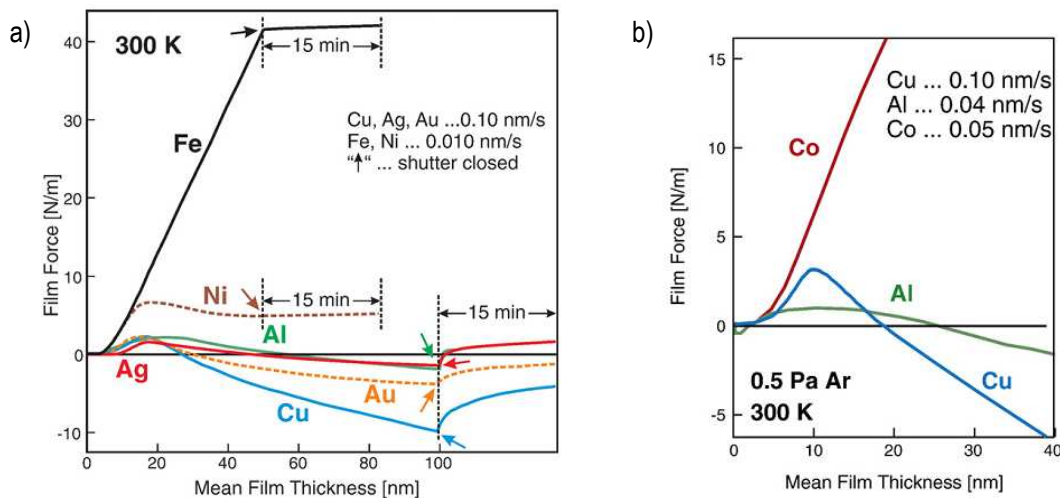 a)
300 K
15 min
Cu, Ag, Au ...0.10 nm/s
Fe, Ni ... 0.010 nm/s
"↑" ... shutter closed
Fe
Ni
15 min
15 min
Al
Ag
Au
Cu
40
30
20
10
0
-10
Film Force [N/m]
0
20
40
60
80
100
Mean Film Thickness [nm]
b)
Cu ... 0.10 nm/s
Al ... 0.04 nm/s
Co ... 0.05 nm/s
Co
Al
Cu
0.5 Pa Ar
300 K
15
10
5
0
-5
Film Force [N/m]
0
10
20
30
40
Mean Film Thickness [nm]